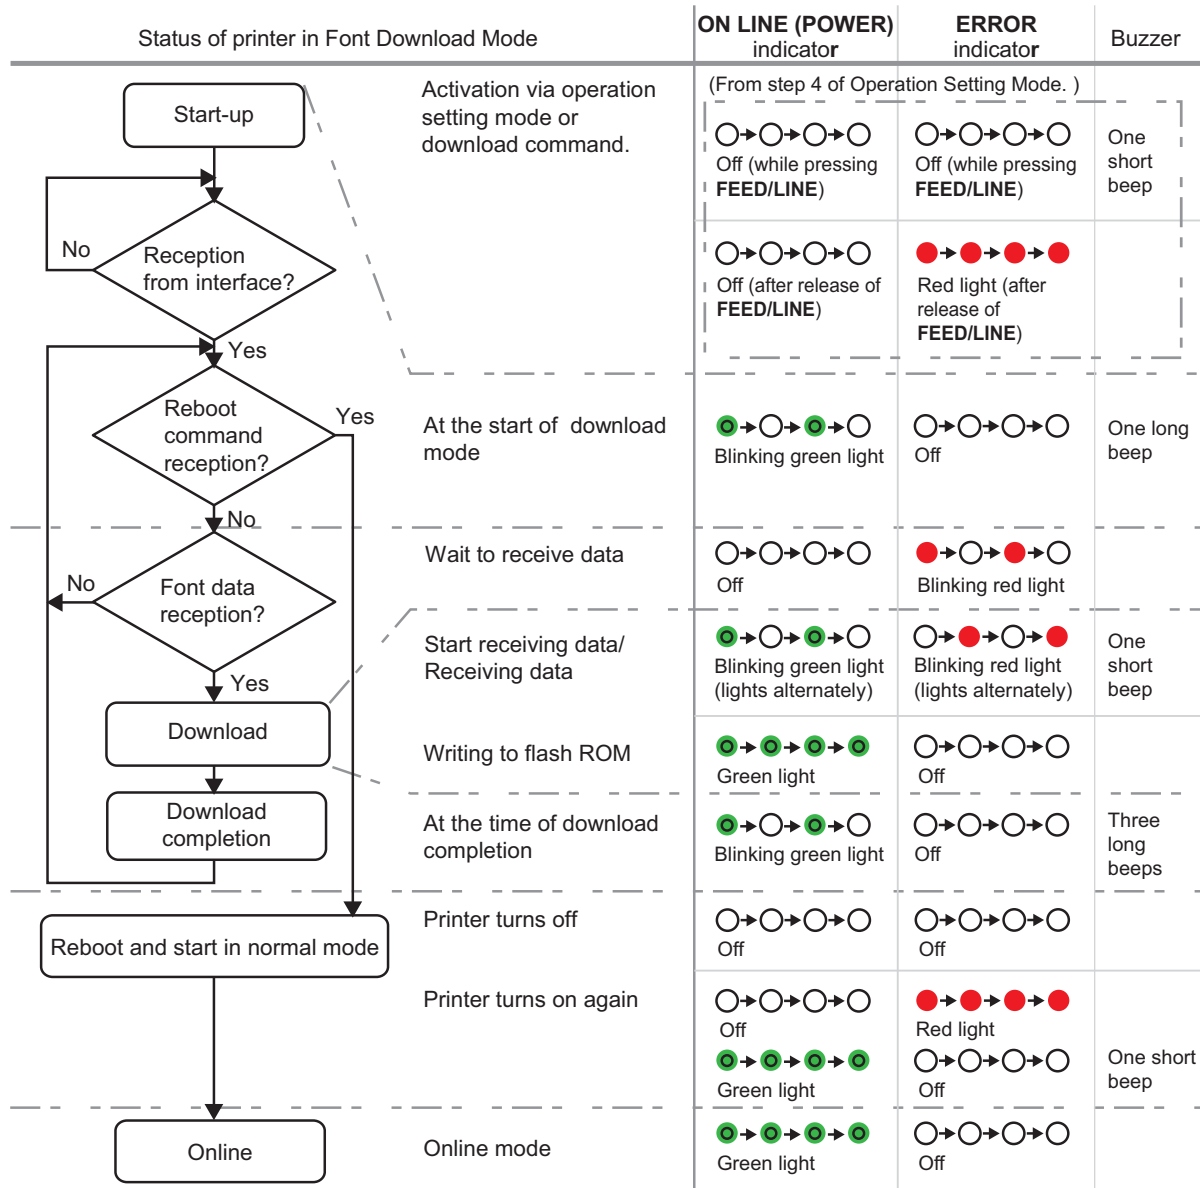 Status of printer in Font Download Mode
ON LINE (POWER)
indicator
ERROR
indicator
Buzzer
Start-up
Activation via operation
setting mode or
download command.
(From step 4 of Operation Setting Mode. )
Off (while pressing
FEED/LINE)
Off (while pressing
FEED/LINE)
One
short
beep
No
Reception
from interface?
Off (after release of
FEED/LINE)
Red light (after
release of
FEED/LINE)
Yes
Reboot
command
reception?
Yes
At the start of download
mode
Blinking green light
Off
One long
beep
No
Wait to receive data
Off
Blinking red light
No
Font data
reception?
Start receiving data/
Receiving data
Blinking green light
(lights alternately)
Blinking red light
(lights alternately)
One
short
beep
Yes
Download
Writing to flash ROM
Green light
Off
Download
completion
At the time of download
completion
Blinking green light
Off
Three
long
beeps
Reboot and start in normal mode
Printer turns off
Off
Off
Printer turns on again
Off
Red light
Green light
Off
One short
beep
Online
Online mode
Green light
Off